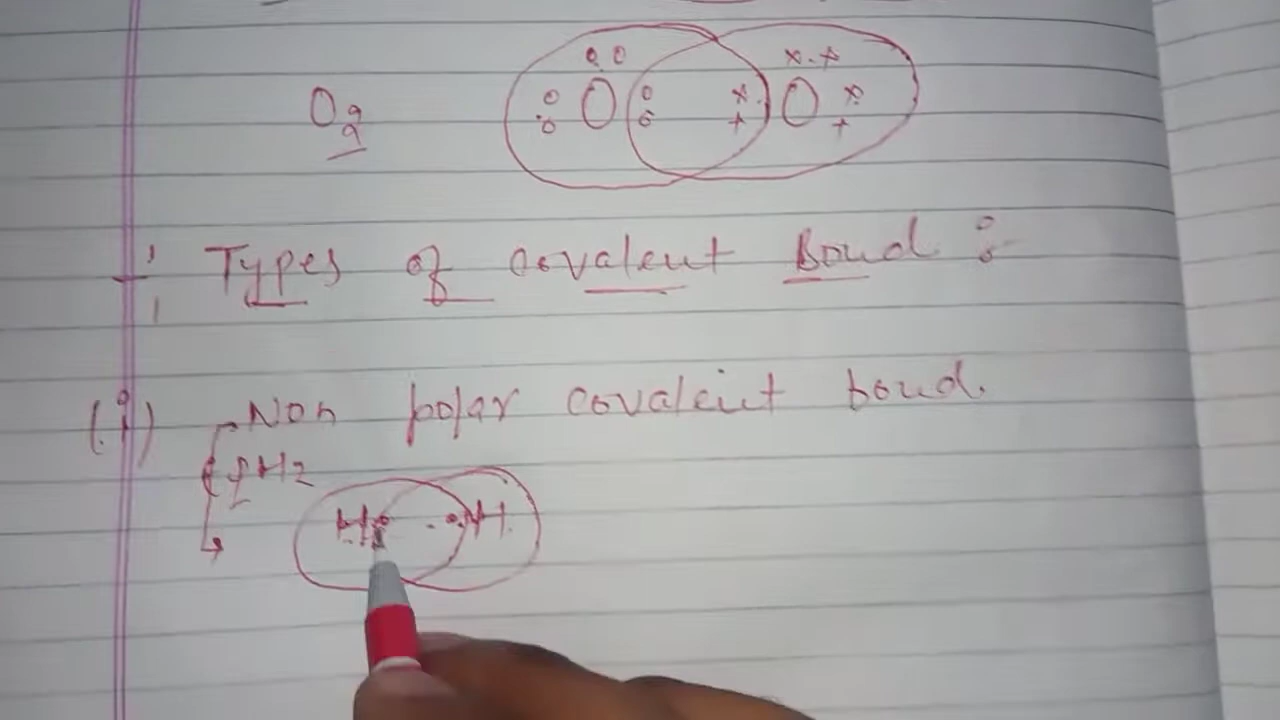 O2 O O
Types of covalent Bond :
(i) Non polar covalent bond.
H2
H H